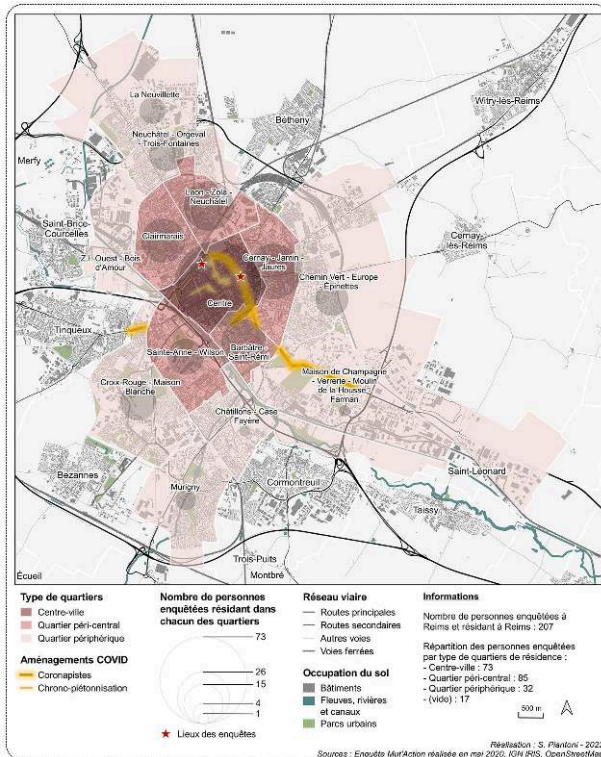 La Neuvillette
Neuchâtel - Orgeval
- Trois-Fontaines
Bétheny
Witry-lès-Reims
Merfy
Laon - Zola -
Neuchâtel
Saint-Brice-
Courcelles
Clairmarais
Z.I. Ouest - Bois
d'Amour
Cernay - Jamin -
Jaurès
Cernay-
lès-Reims
Chemin Vert - Europe
- Épinettes
Centre
Tinqueux
Sainte-Anne - Wilson
Barbâtre -
Saint-Rémi
Croix-Rouge - Maison
Blanche
Maison de Champagne
- Verrerie - Moulin
de la Housse -
Farman
Châtillons - Case
Fayère
Bezannes
Murigny
Cormontreuil
Saint-Léonard
Taissy
Trois-Puits
Montbré
Écueil
Type de quartiers
Centre-ville
Quartier péri-central
Quartier périphérique
Aménagements COVID
Coronapistes
Chrono-piétonnisation
Nombre de personnes
enquêtées résidant dans
chacun des quartiers
73
26
15
4
1
Lieux des enquêtes
Réseau viaire
Routes principales
Routes secondaires
Autres voies
Voies ferrées
Occupation du sol
Bâtiments
Fleuves, rivières
et canaux
Parcs urbains
Informations
Nombre de personnes enquêtées à
Reims et résidant à Reims : 207
Répartition des personnes enquêtées
par type de quartiers de résidence :
- Centre-ville : 73
- Quartier péri-central : 85
- Quartier périphérique : 32
- (vide) : 17
500 m
Réalisation : S. Piantoni - 2022
Sources : Enquête Mut'Action réalisée en mai 2020, IGN IRIS, OpenStreetMap